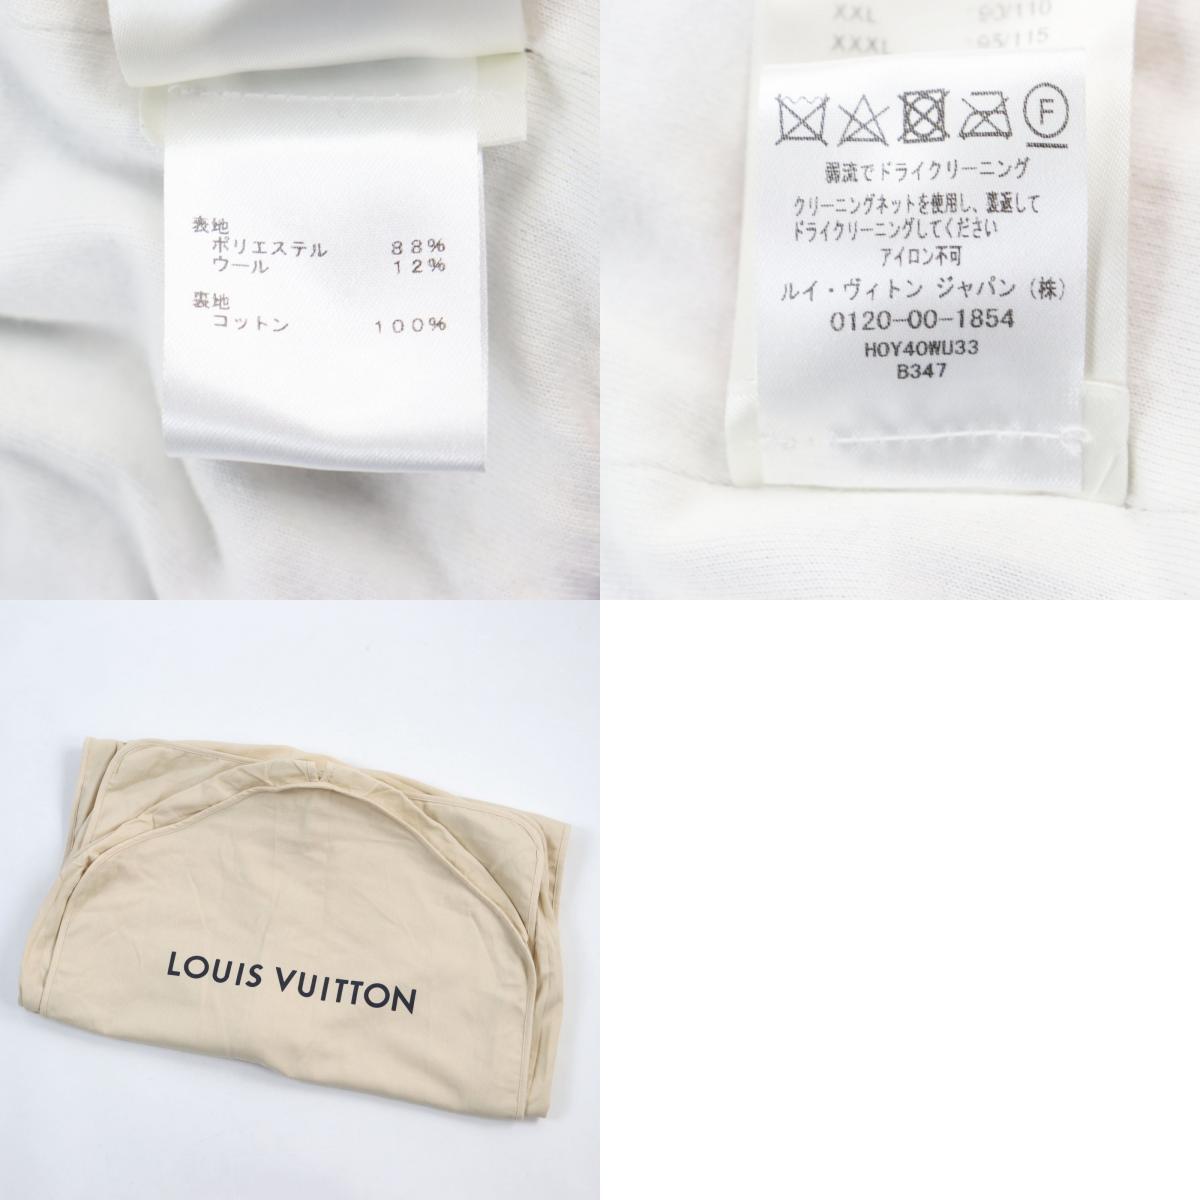 表地
ポリエステル 88%
ウール 12%
裏地
コットン 100%
XXL 93/110
XXXL 95/115
F
弱流でドライクリーニング
クリーニングネットを使用し、裏返して
ドライクリーニングしてください
アイロン不可
ルイ・ヴィトン ジャパン (株)
0120-00-1854
HOY40WU33
B347
LOUIS VUITTON